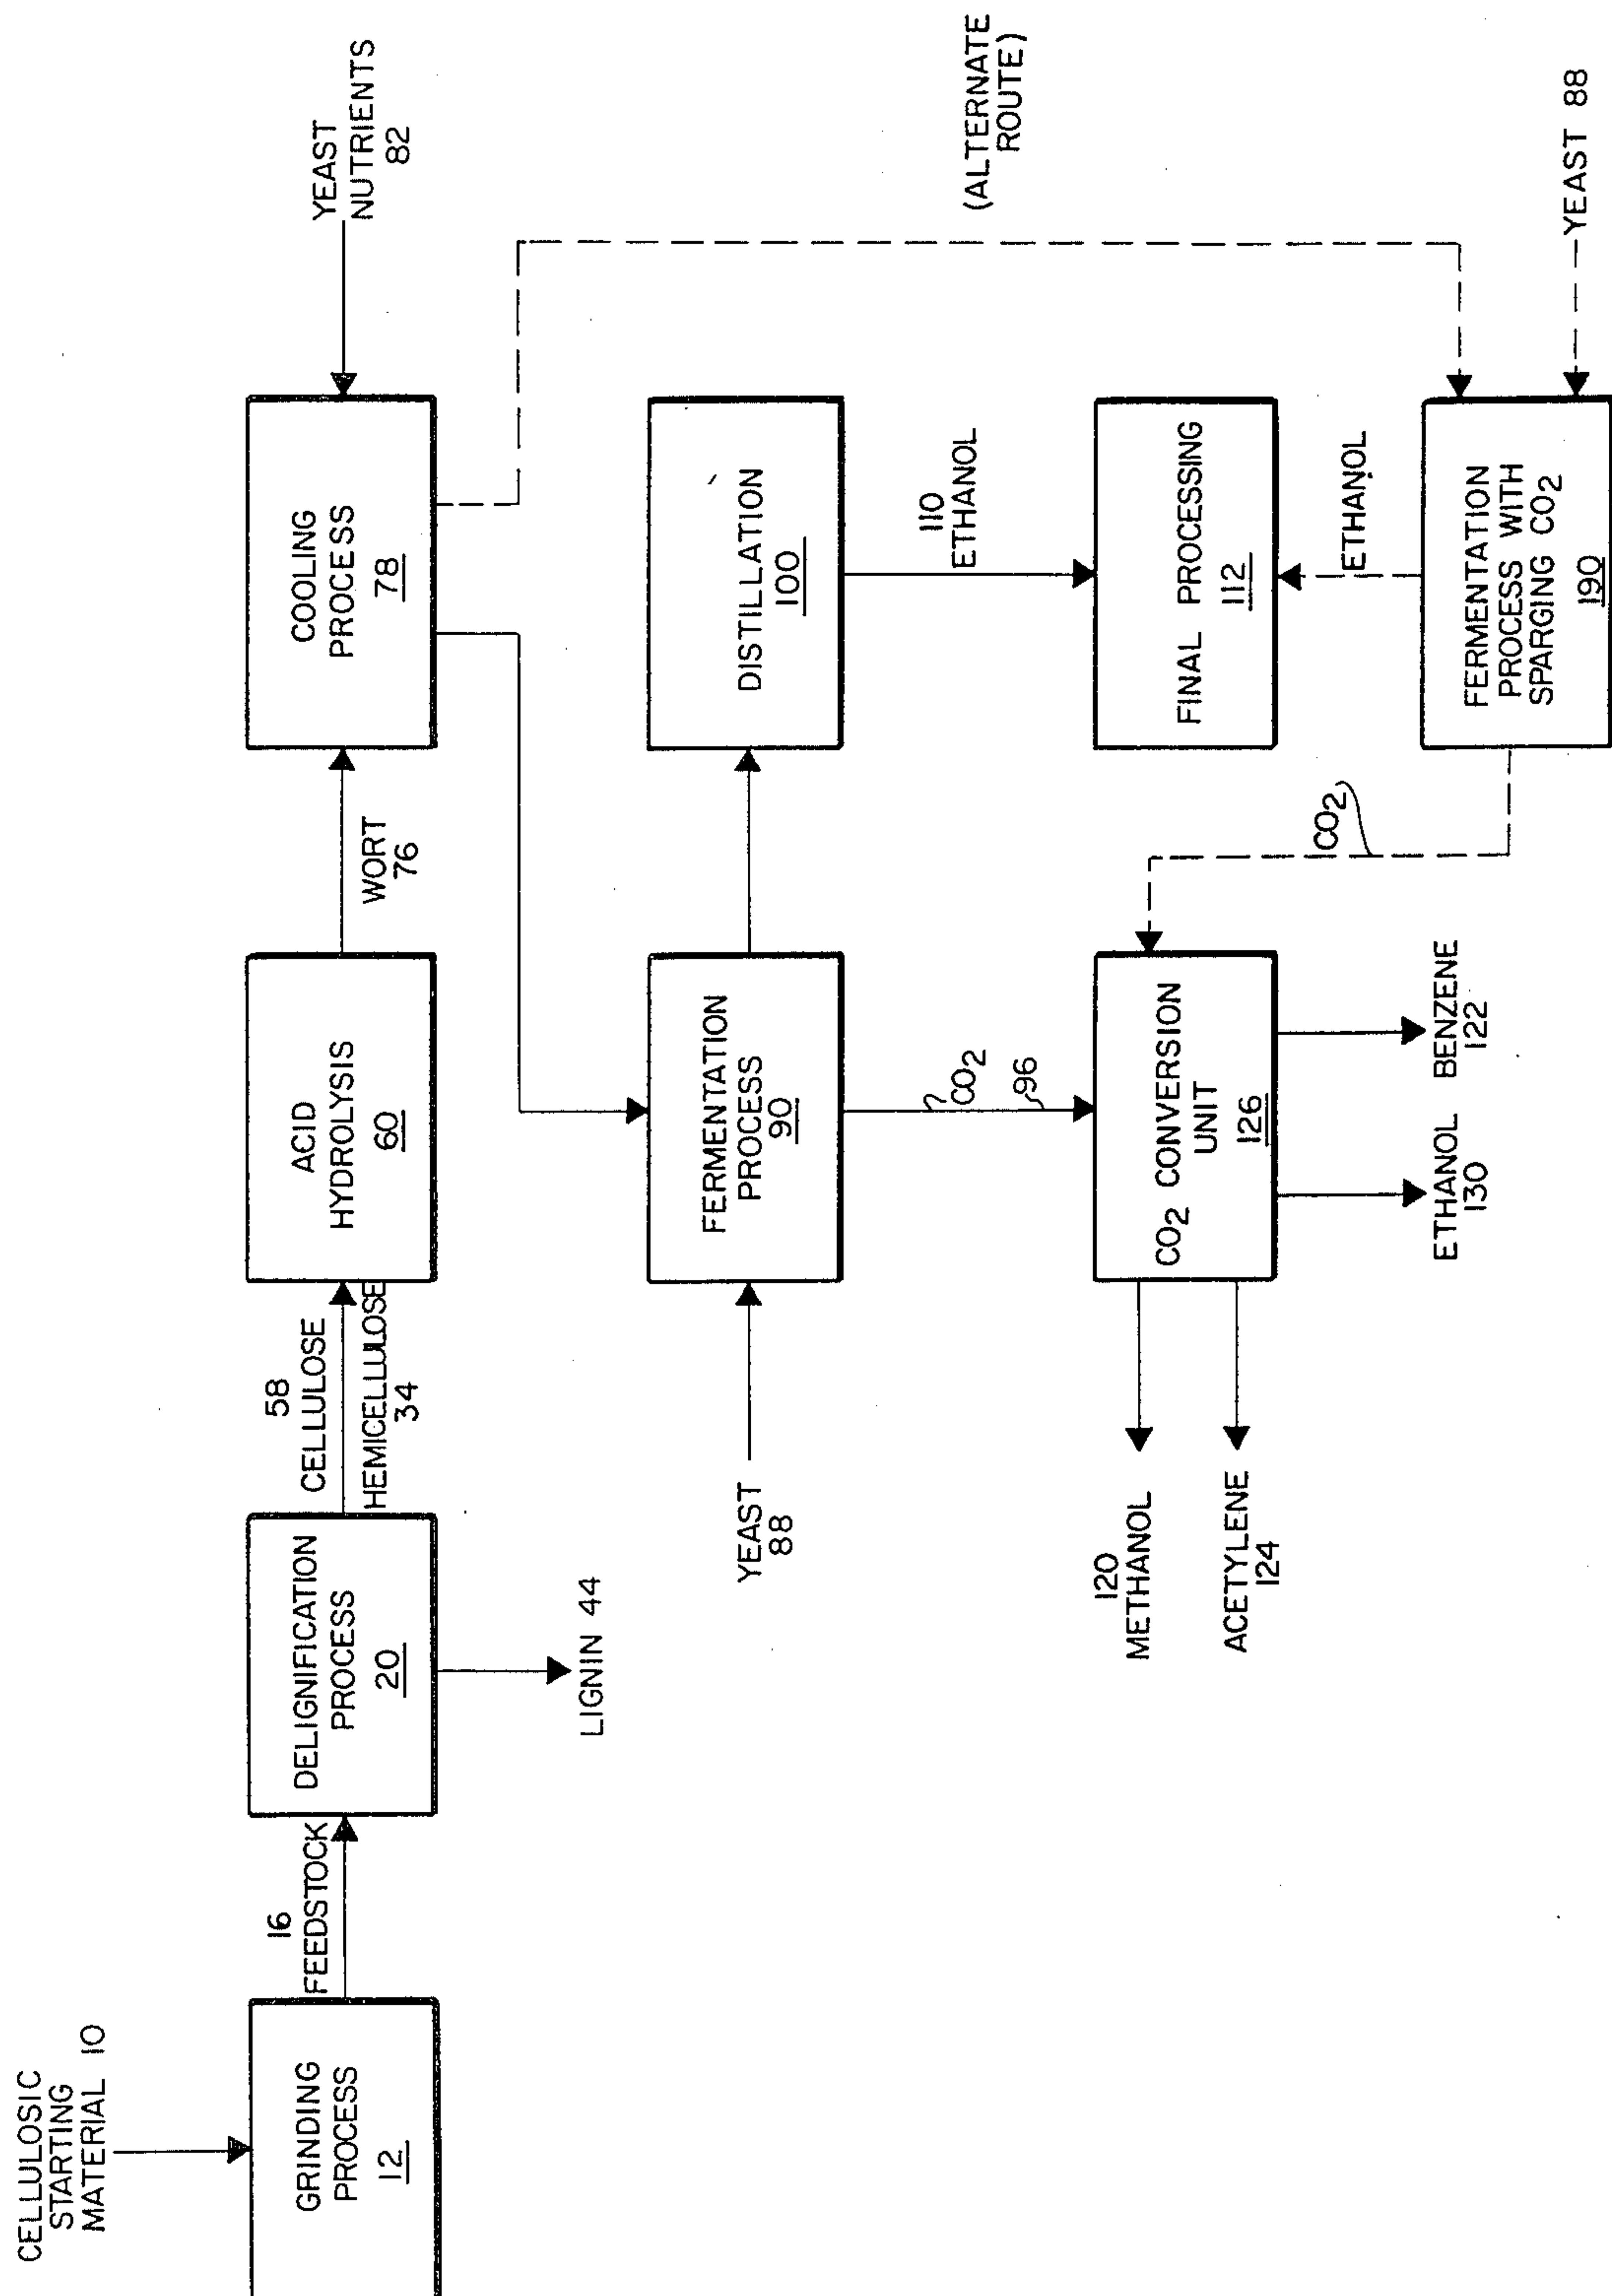 CELLULOSIC
STARTING
MATERIAL 10
GRINDING
PROCESS
12
16
FEEDSTOCK
DELIGNIFICATION
PROCESS
20
LIGNIN 44
58
CELLULOSE
HEMICELLULOSE
34
ACID
HYDROLYSIS
60
WORT
76
COOLING
PROCESS
78
YEAST
NUTRIENTS
82
YEAST
88
FERMENTATION
PROCESS
90
DISTILLATION
100
CO2
96
110
ETHANOL
(ALTERNATE
ROUTE)
120
METHANOL
ACETYLENE
124
CO2 CONVERSION
UNIT
126
ETHANOL
130
BENZENE
122
CO2
FINAL PROCESSING
112
ETHANOL
FERMENTATION
PROCESS WITH
SPARGING CO2
190
YEAST 88